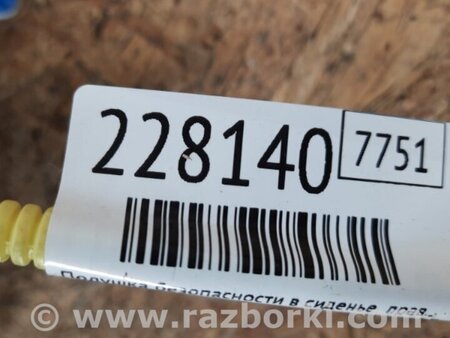 228140 7751
Подушка безопасности в сиденье
© www.razborki.com